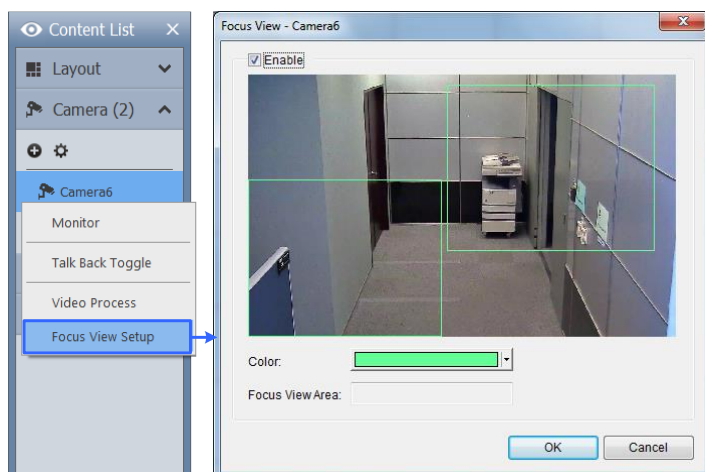 Content List
Layout
Camera (2)
Camera6
Monitor
Talk Back Toggle
Video Process
Focus View Setup
Focus View - Camera6
Enable
Color:
Focus View Area:
OK
Cancel